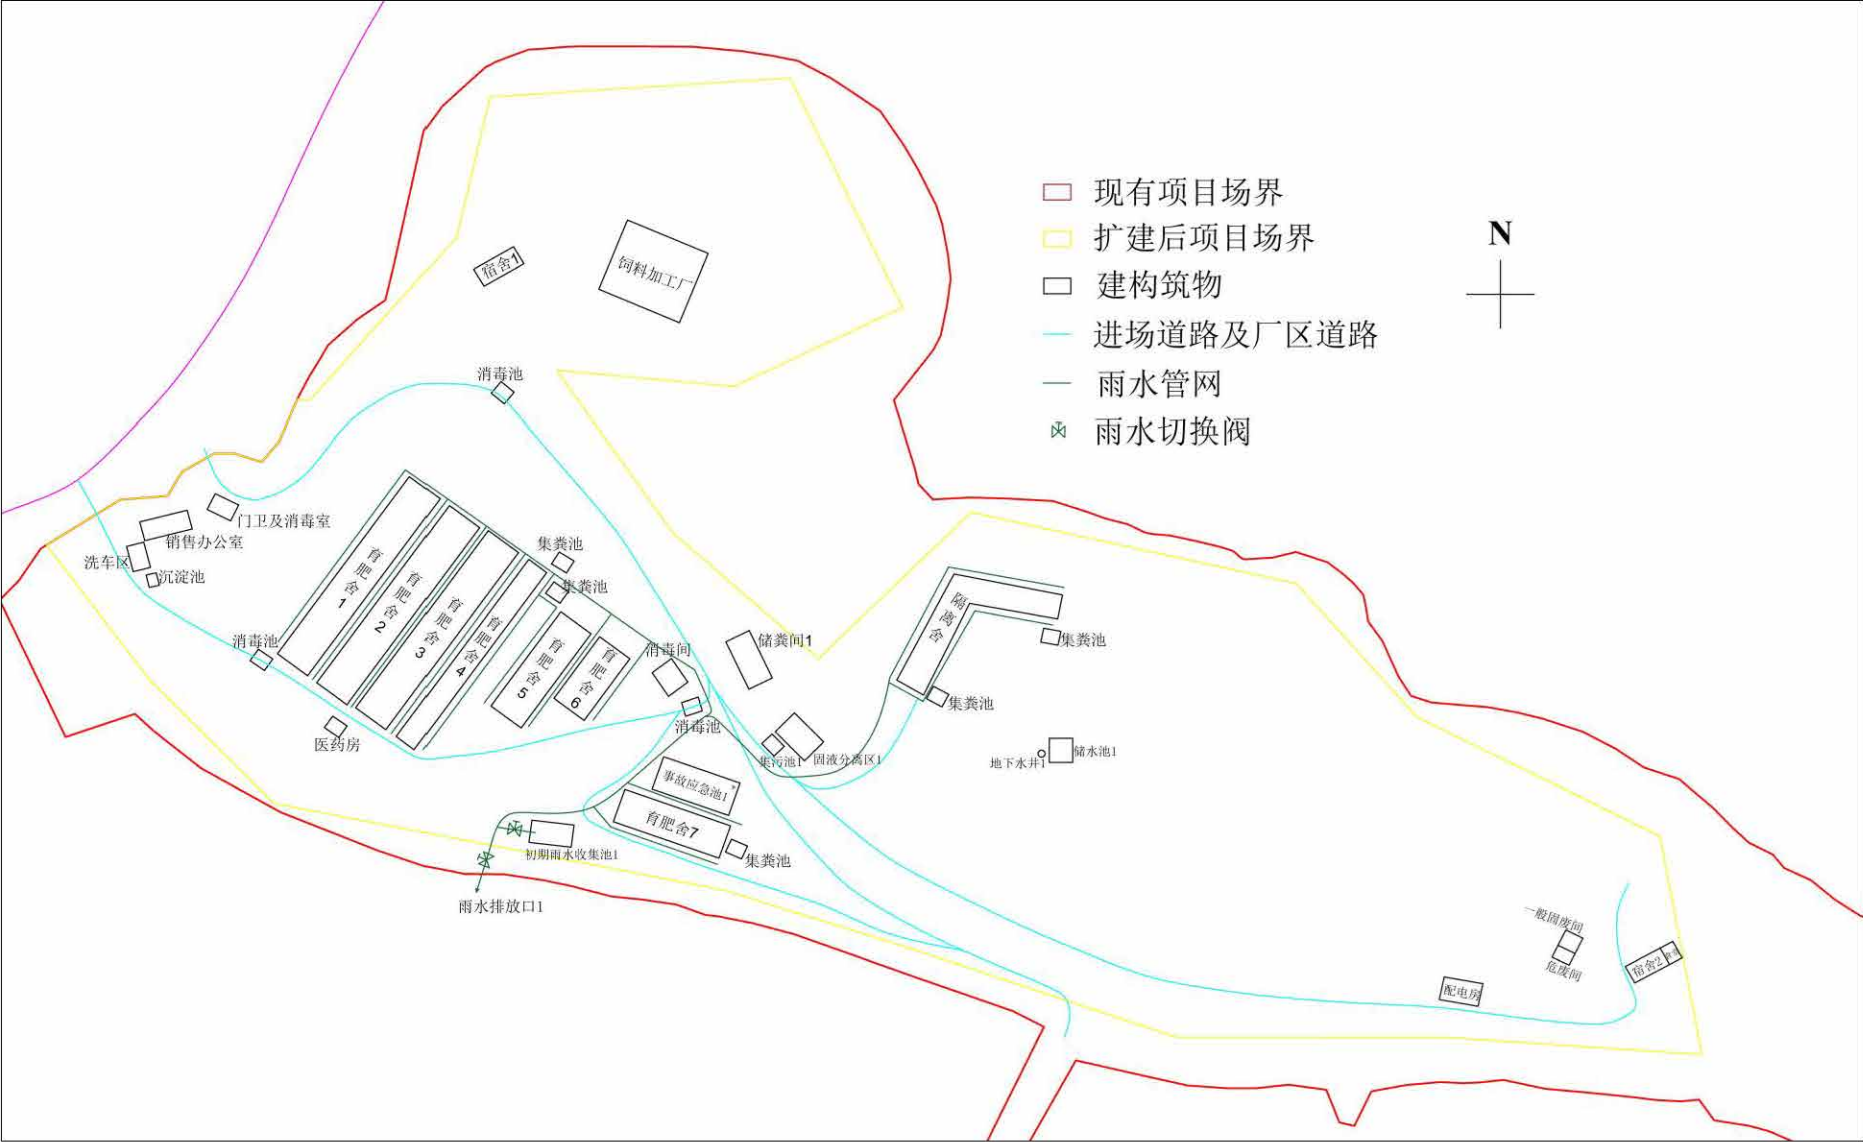 现有项目场界
扩建后项目场界
建构筑物
进场道路及厂区道路
雨水管网
雨水切换阀
N
宿舍1
饲料加工厂
消毒池
门卫及消毒室
销售办公室
洗车区
沉淀池
消毒池
医药房
育肥舍1
育肥舍2
育肥舍3
育肥舍4
育肥舍5
育肥舍6
集粪池
集粪池
消毒间
消毒池
储粪间1
隔离舍
集粪池
集粪池
集污池1
固液分离区1
地下水井1
储水池1
事故应急池1
育肥舍7
集粪池
初期雨水收集池1
雨水排放口1
一般固废间
危废间
宿舍2
配电房